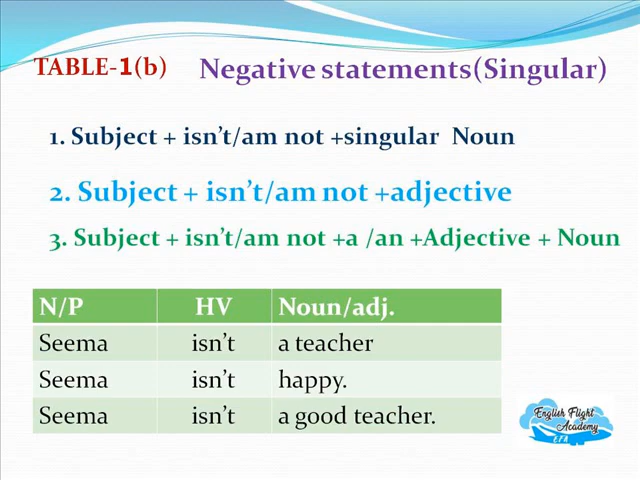 TABLE-1(b) Negative statements(Singular)
1. Subject + isn't/am not +singular Noun
2. Subject + isn't/am not +adjective
3. Subject + isn't/am not +a /an +Adjective + Noun
N/P HV Noun/adj.
Seema isn't a teacher
Seema isn't happy.
Seema isn't a good teacher.
English Flight
Academy
E.F.A